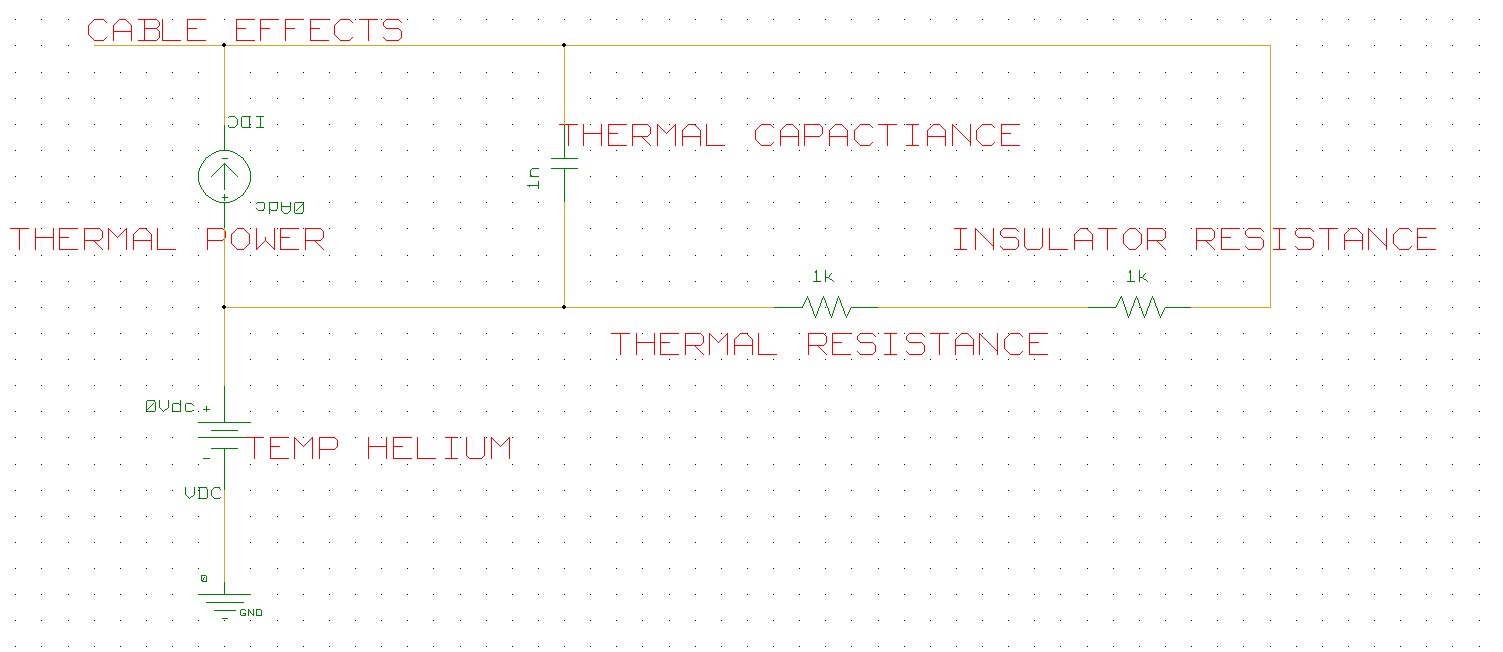 CABLE EFFECTS
IDC
THERMAL CAPACTIANCE
1n
0Adc
THERMAL POWER
INSULATOR RESISTANCE
1k
1k
THERMAL RESISTANCE
0Vdc
TEMP HELIUM
VDC
0
GND